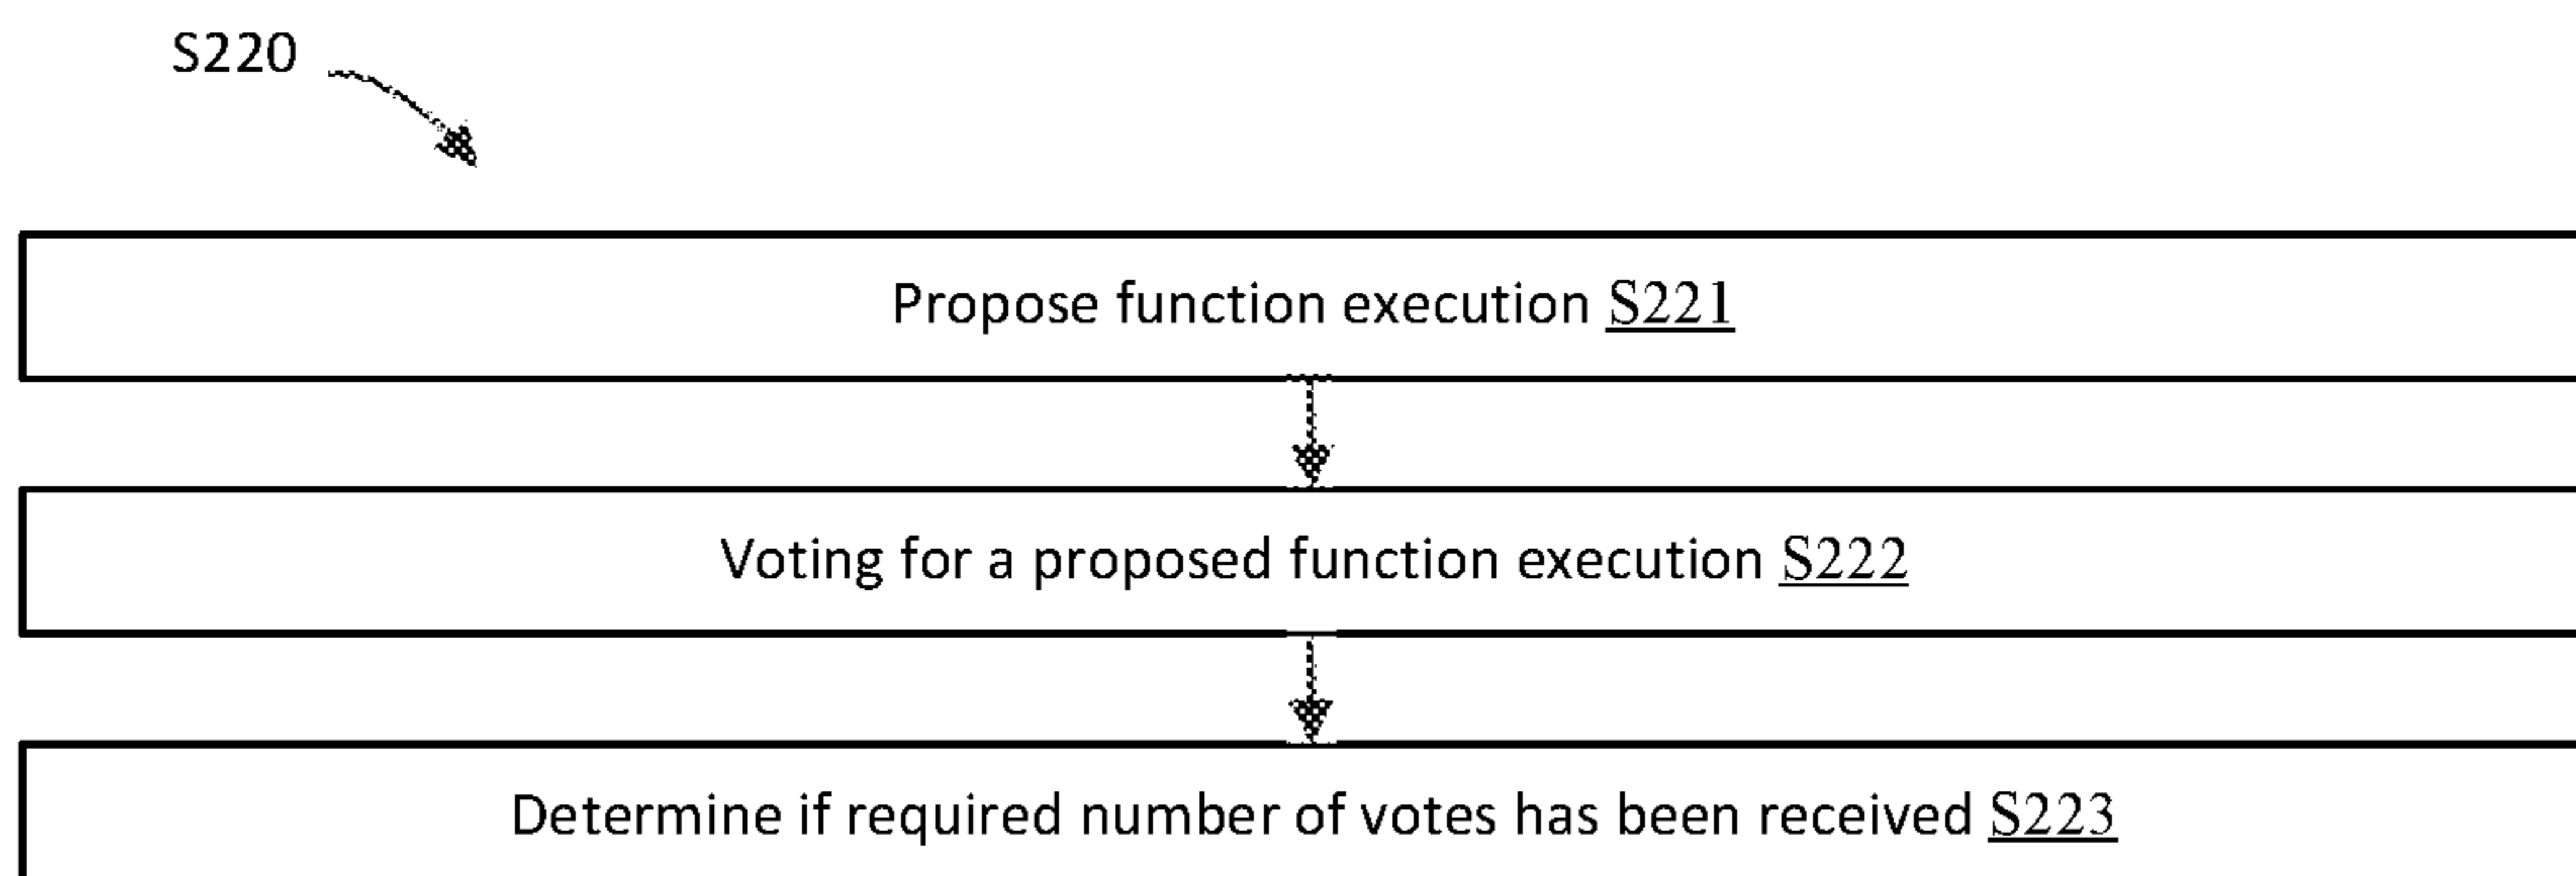 S220
Propose function execution S221
Voting for a proposed function execution S222
Determine if required number of votes has been received S223